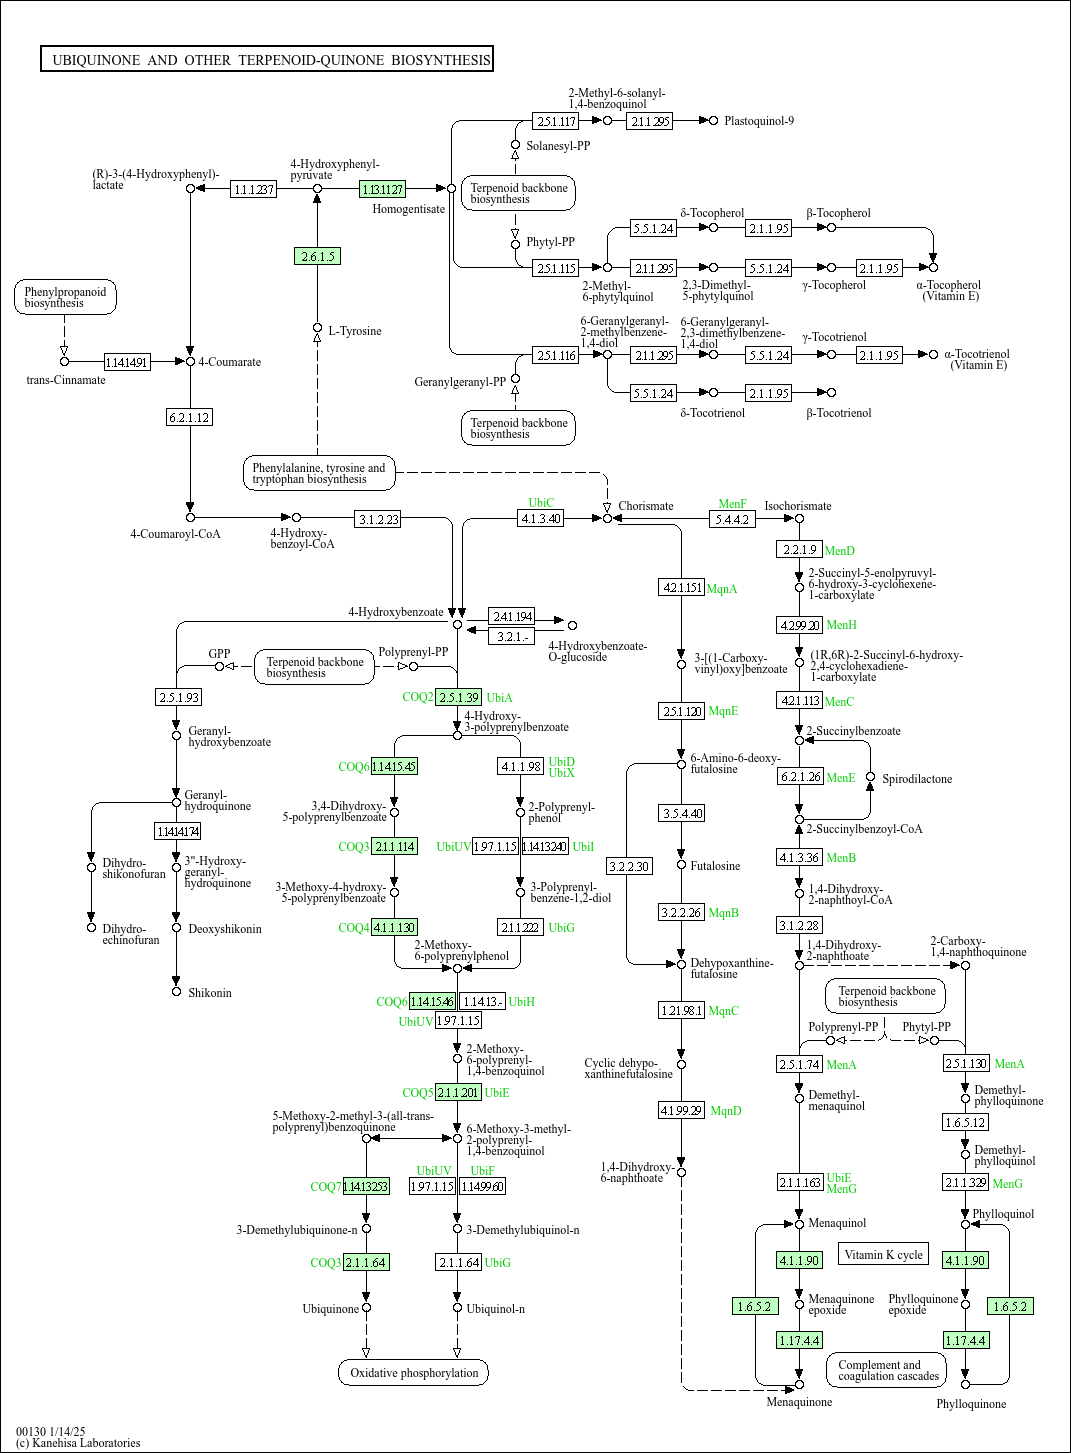 UBIQUINONE AND OTHER TERPENOID-QUINONE BIOSYNTHESIS
2-Methyl-6-solanyl-
1,4-benzoquinol
2.5.1.117
2.1.1.295
Plastoquinol-9
Solanesyl-PP
(R)-3-(4-Hydroxyphenyl)-
lactate
1.1.1.237
4-Hydroxyphenyl-
pyruvate
1.13.11.27
Homogentisate
Terpenoid backbone
biosynthesis
Phytyl-PP
δ-Tocopherol
β-Tocopherol
5.5.1.24
2.1.1.95
2.6.1.5
2.5.1.115
2.1.1.295
5.5.1.24
2.1.1.95
2-Methyl-
6-phytylquinol
2,3-Dimethyl-
5-phytylquinol
γ-Tocopherol
α-Tocopherol
(Vitamin E)
Phenylpropanoid
biosynthesis
L-Tyrosine
6-Geranylgeranyl-
2-methylbenzene-
1,4-diol
6-Geranylgeranyl-
2,3-dimethylbenzene-
1,4-diol
γ-Tocotrienol
trans-Cinnamate
1.14.14.91
4-Coumarate
2.5.1.116
2.1.1.295
5.5.1.24
2.1.1.95
α-Tocotrienol
(Vitamin E)
Geranylgeranyl-PP
5.5.1.24
2.1.1.95
δ-Tocotrienol
β-Tocotrienol
6.2.1.12
Terpenoid backbone
biosynthesis
Phenylalanine, tyrosine and
tryptophan biosynthesis
4-Coumaroyl-CoA
4-Hydroxy-
benzoyl-CoA
3.1.2.23
UbiC
4.1.3.40
Chorismate
MenF
5.4.4.2
Isochorismate
2.2.1.9
MenD
2-Succinyl-5-enolpyruvyl-
6-hydroxy-3-cyclohexene-
1-carboxylate
4.2.1.151
MqnA
4-Hydroxybenzoate
2.4.1.194
3.2.1.-
4-Hydroxybenzoate-
O-glucoside
4.2.99.20
MenH
3-[(1-Carboxy-
vinyl)oxy]benzoate
(1R,6R)-2-Succinyl-6-hydroxy-
2,4-cyclohexadiene-
1-carboxylate
GPP
Terpenoid backbone
biosynthesis
Polyprenyl-PP
2.5.1.93
COQ2
2.5.1.39
UbiA
2.5.1.120
MqnE
4.2.1.113
MenC
Geranyl-
hydroxybenzoate
4-Hydroxy-
3-polyprenylbenzoate
2-Succinylbenzoate
COQ6
1.14.15.45
4.1.1.98
UbiD
UbiX
6-Amino-6-deoxy-
futalosine
6.2.1.26
MenE
Spirodilactone
Geranyl-
hydroquinone
3,4-Dihydroxy-
5-polyprenylbenzoate
2-Polyprenyl-
phenol
3.5.4.40
2-Succinylbenzoyl-CoA
1.14.14.174
COQ3
2.1.1.114
UbiUV
1.97.1.15
1.14.13.240
UbiI
3.2.2.30
Futalosine
4.1.3.36
MenB
Dihydro-
shikonofuran
3"-Hydroxy-
geranyl-
hydroquinone
3-Methoxy-4-hydroxy-
5-polyprenylbenzoate
3-Polyprenyl-
benzene-1,2-diol
1,4-Dihydroxy-
2-naphthoyl-CoA
Dihydro-
echinofuran
Deoxyshikonin
COQ4
4.1.1.130
2.1.1.222
UbiG
3.2.2.26
MqnB
3.1.2.28
2-Methoxy-
6-polyprenylphenol
Dehypoxanthine-
futalosine
1,4-Dihydroxy-
2-naphthoate
2-Carboxy-
1,4-naphthoquinone
Shikonin
COQ6
1.14.15.46
1.14.13.-
UbiH
UbiUV
1.97.1.15
1.21.98.1
MqnC
Terpenoid backbone
biosynthesis
Polyprenyl-PP
Phytyl-PP
2-Methoxy-
6-polyprenyl-
1,4-benzoquinol
Cyclic dehypo-
xanthinefutalosine
2.5.1.74
MenA
2.5.1.130
MenA
COQ5
2.1.1.201
UbiE
4.1.99.29
MqnD
Demethyl-
menaquinol
Demethyl-
phylloquinone
5-Methoxy-2-methyl-3-(all-trans-
polyprenyl)benzoquinone
6-Methoxy-3-methyl-
2-polyprenyl-
1,4-benzoquinol
1.6.5.12
Demethyl-
phylloquinol
UbiUV
UbiF
COQ7
1.14.13.253
1.97.1.15
1.14.99.60
1,4-Dihydroxy-
6-naphthoate
2.1.1.163
UbiE
MenG
2.1.1.329
MenG
3-Demethylubiquinone-n
3-Demethylubiquinol-n
Menaquinol
Phylloquinol
COQ3
2.1.1.64
2.1.1.64
UbiG
4.1.1.90
Vitamin K cycle
4.1.1.90
Ubiquinone
Ubiquinol-n
1.6.5.2
Menaquinone
epoxide
Phylloquinone
epoxide
1.6.5.2
1.17.4.4
1.17.4.4
Oxidative phosphorylation
Complement and
coagulation cascades
Menaquinone
Phylloquinone
00130 1/14/25
(c) Kanehisa Laboratories